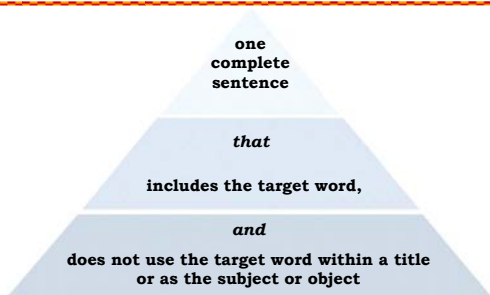 one
complete
sentence
that
includes the target word,
and
does not use the target word within a title
or as the subject or object